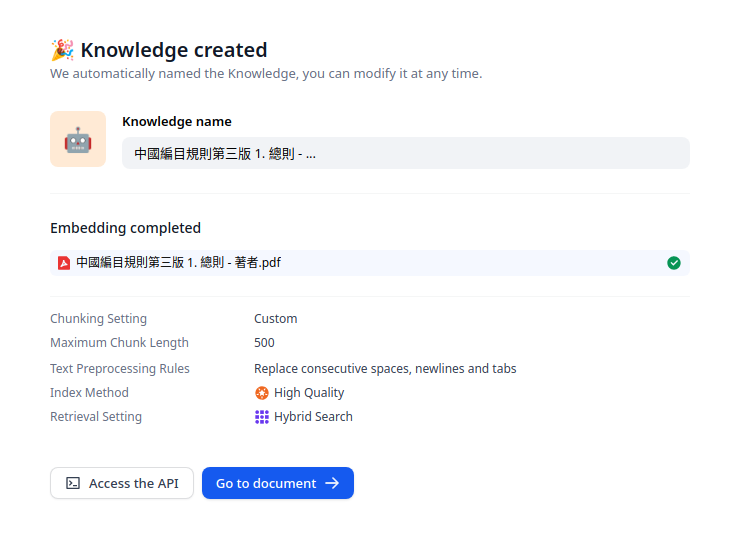 🎉 Knowledge created
We automatically named the Knowledge, you can modify it at any time.
Knowledge name
中國編目規則第三版 1. 總則 - ...
Embedding completed
中國編目規則第三版 1. 總則 - 著者.pdf
Chunking Setting Custom
Maximum Chunk Length 500
Text Preprocessing Rules Replace consecutive spaces, newlines and tabs
Index Method High Quality
Retrieval Setting Hybrid Search
Access the API Go to document →